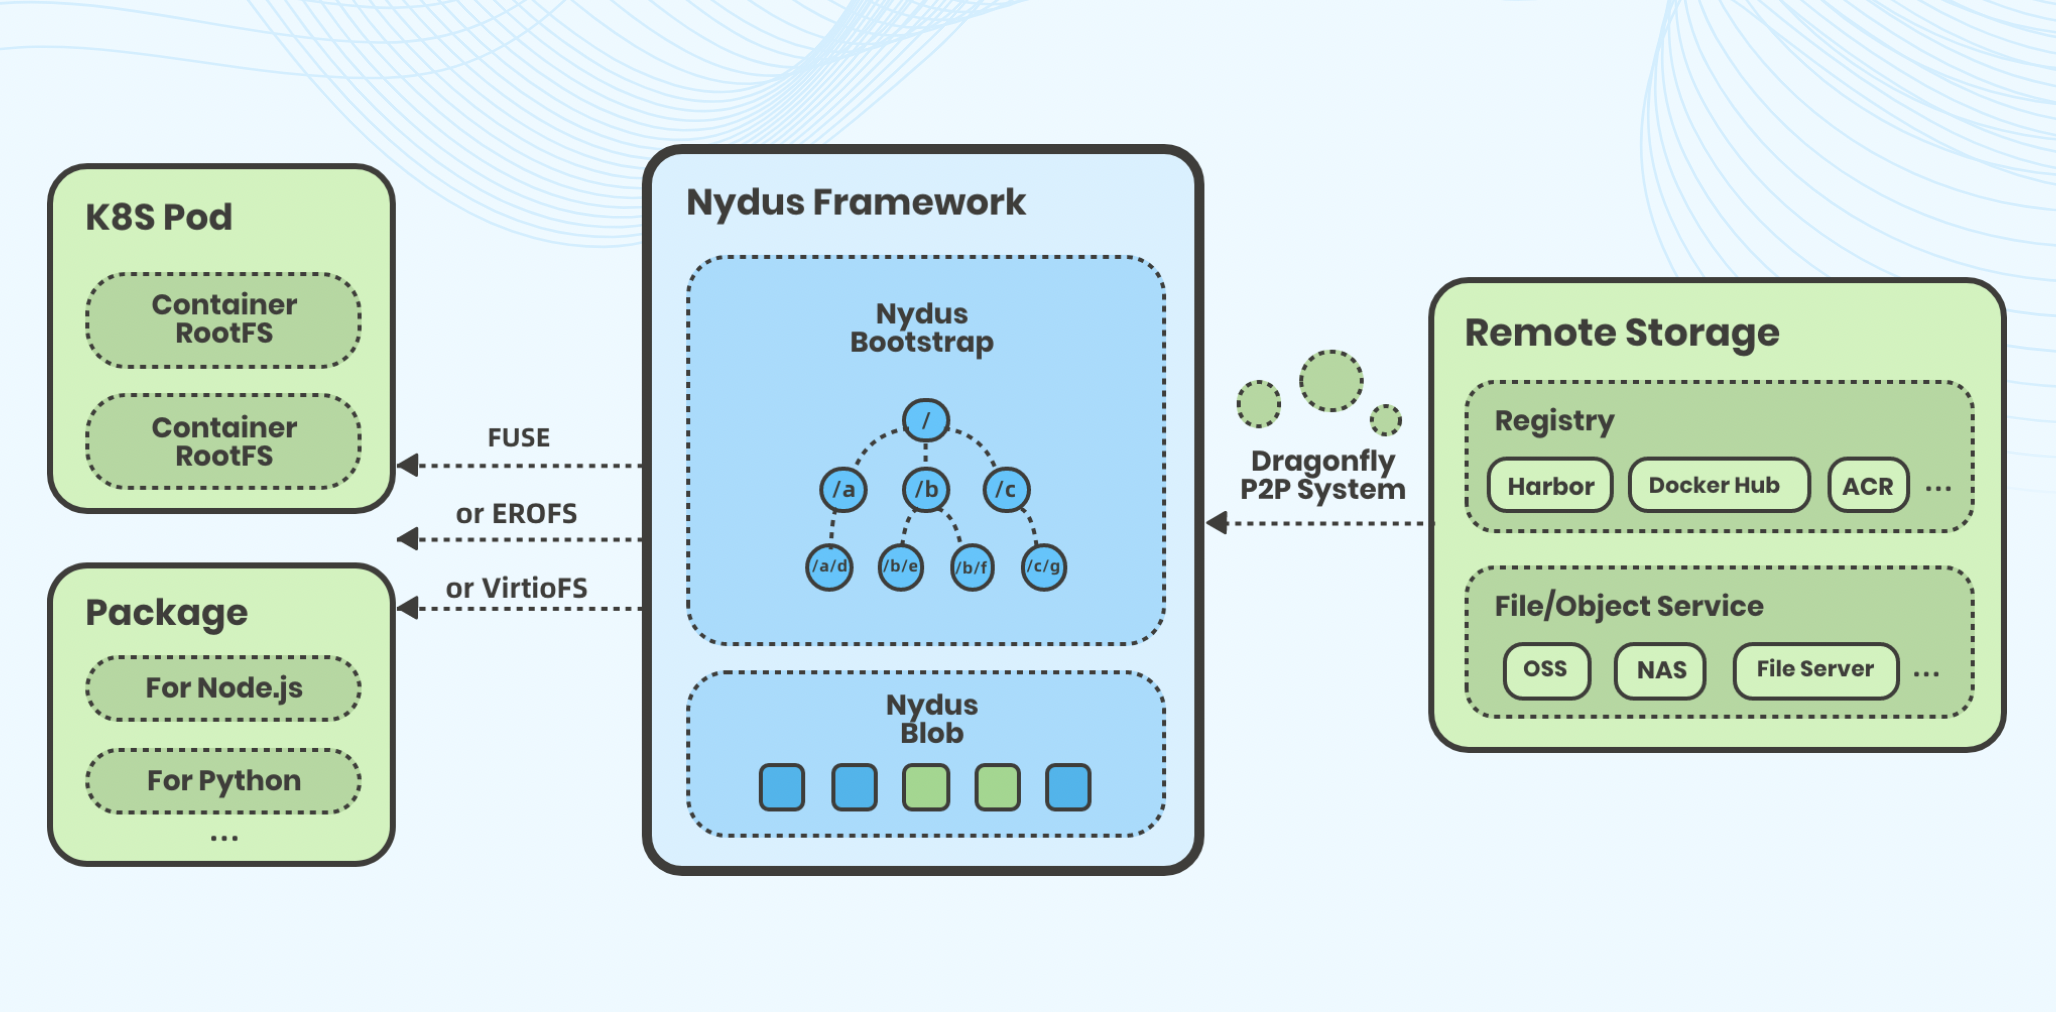 K8S Pod
Container
RootFS
Container
RootFS
Package
For Node.js
For Python
...
FUSE
or EROFS
or VirtioFS
Nydus Framework
Nydus
Bootstrap
/
/a
/b
/c
/a/d
/b/e
/b/f
/c/g
Nydus
Blob
Dragonfly
P2P System
Remote Storage
Registry
Harbor
Docker Hub
ACR
...
File/Object Service
OSS
NAS
File Server
...